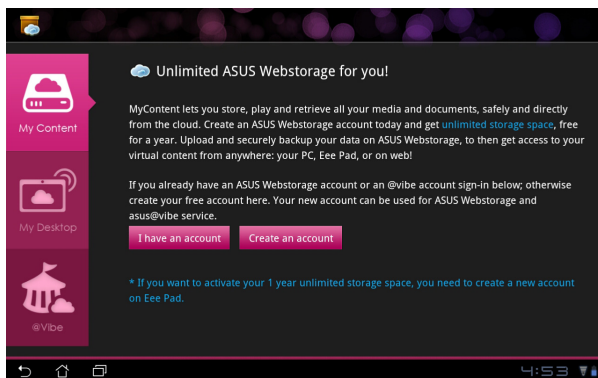 Unlimited ASUS Webstorage for you!
My Content
MyContent lets you store, play and retrieve all your media and documents, safely and directly
from the cloud. Create an ASUS Webstorage account today and get unlimited storage space, free
for a year. Upload and securely backup your data on ASUS Webstorage, to then get access to your
virtual content from anywhere: your PC, Eee Pad, or on web!
If you already have an ASUS Webstorage account or an @vibe account sign-in below; otherwise
create your free account here. Your new account can be used for ASUS Webstorage and
asus@vibe service.
My Desktop
I have an account Create an account
* If you want to activate your 1 year unlimited storage space, you need to create a new account
on Eee Pad.
@Vibe
4:53